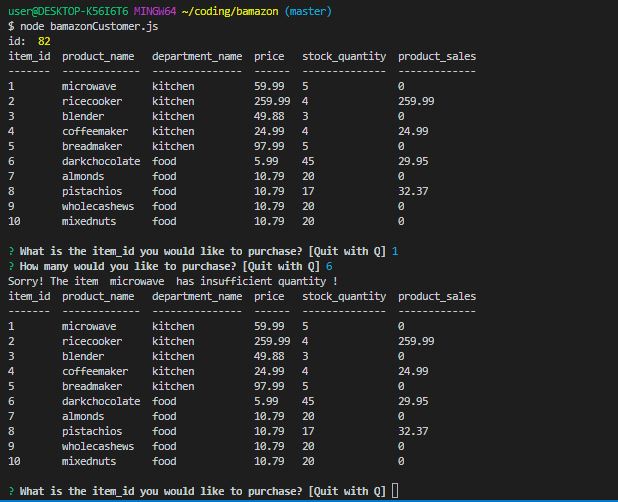 user@DESKTOP-K56I6T6 MINGW64 ~/coding/bamazon (master)
$ node bamazonCustomer.js
id:  82
item_id  product_name  department_name  price   stock_quantity  product_sales
-------  ------------  ---------------  ------  --------------  -------------
1        microwave     kitchen          59.99   5               0
2        ricecooker    kitchen          259.99  4               259.99
3        blender       kitchen          49.88   3               0
4        coffeemaker   kitchen          24.99   4               24.99
5        breadmaker    kitchen          97.99   5               0
6        darkchocolate  food             5.99    45              29.95
7        almonds       food             10.79   20              0
8        pistachios    food             10.79   17              32.37
9        wholecashews  food             10.79   20              0
10       mixednuts     food             10.79   20              0
? What is the item_id you would like to purchase? [Quit with Q] 1
? How many would you like to purchase? [Quit with Q] 6
Sorry! The item  microwave  has insufficient quantity !
item_id  product_name  department_name  price   stock_quantity  product_sales
-------  ------------  ---------------  ------  --------------  -------------
1        microwave     kitchen          59.99   5               0
2        ricecooker    kitchen          259.99  4               259.99
3        blender       kitchen          49.88   3               0
4        coffeemaker   kitchen          24.99   4               24.99
5        breadmaker    kitchen          97.99   5               0
6        darkchocolate  food             5.99    45              29.95
7        almonds       food             10.79   20              0
8        pistachios    food             10.79   17              32.37
9        wholecashews  food             10.79   20              0
10       mixednuts     food             10.79   20              0
? What is the item_id you would like to purchase? [Quit with Q]